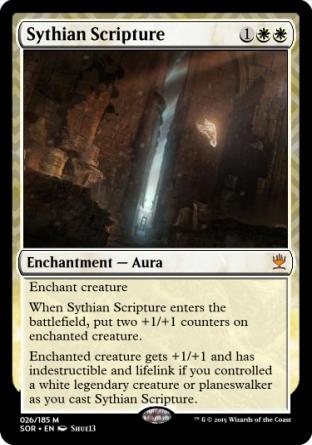 Sythian Scripture 1
Enchantment — Aura
Enchant creature
When Sythian Scripture enters the
battlefield, put two +1/+1 counters on
enchanted creature.
Enchanted creature gets +1/+1 and has
indestructible and lifelink if you controlled
a white legendary creature or planeswalker
as you cast Sythian Scripture.
026/185 M
SOR • EN Shue13
™ & © 2015 Wizards of the Coast